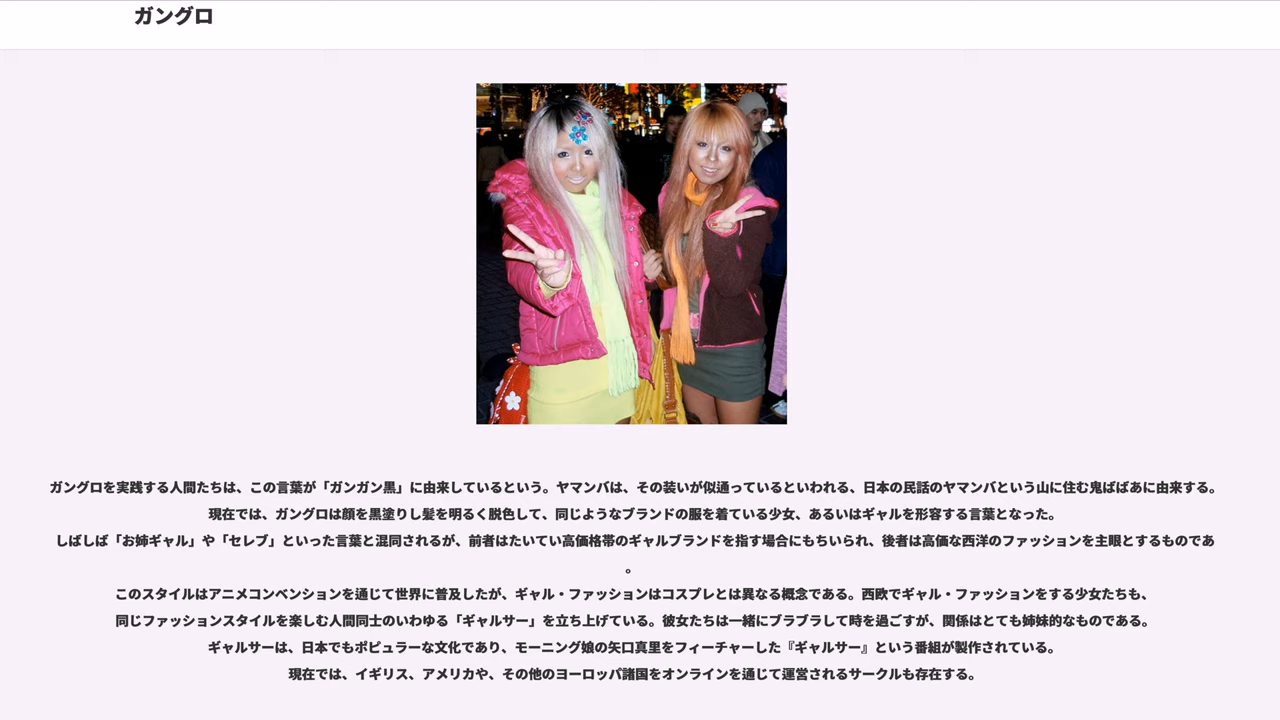 ガングロ
ガングロを実践する人間たちは、この言葉が「ガンガン黒」に由来しているという。ヤマンバは、その装いが似通っているといわれる、日本の民話のヤマンバという山に住む鬼ばばあに由来する。
現在では、ガングロは顔を黒塗りし髪を明るく脱色して、同じようなブランドの服を着ている少女、あるいはギャルを形容する言葉となった。
しばしば「お姉ギャル」や「セレブ」といった言葉と混同されるが、前者はたいてい高価格帯のギャルブランドを指す場合にもちいられ、後者は高価な西洋のファッションを主眼とするものであ
。
このスタイルはアニメコンベンションを通じて世界に普及したが、ギャル・ファッションはコスプレとは異なる概念である。西欧でギャル・ファッションをする少女たちも、
同じファッションスタイルを楽しむ人間同士のいわゆる「ギャルサー」を立ち上げている。彼女たちは一緒にブラブラして時を過ごすが、関係はとても姉妹的なものである。
ギャルサーは、日本でもポピュラーな文化であり、モーニング娘の矢口真里をフィーチャーした『ギャルサー』という番組が製作されている。
現在では、イギリス、アメリカや、その他のヨーロッパ諸国をオンラインを通じて運営されるサークルも存在する。